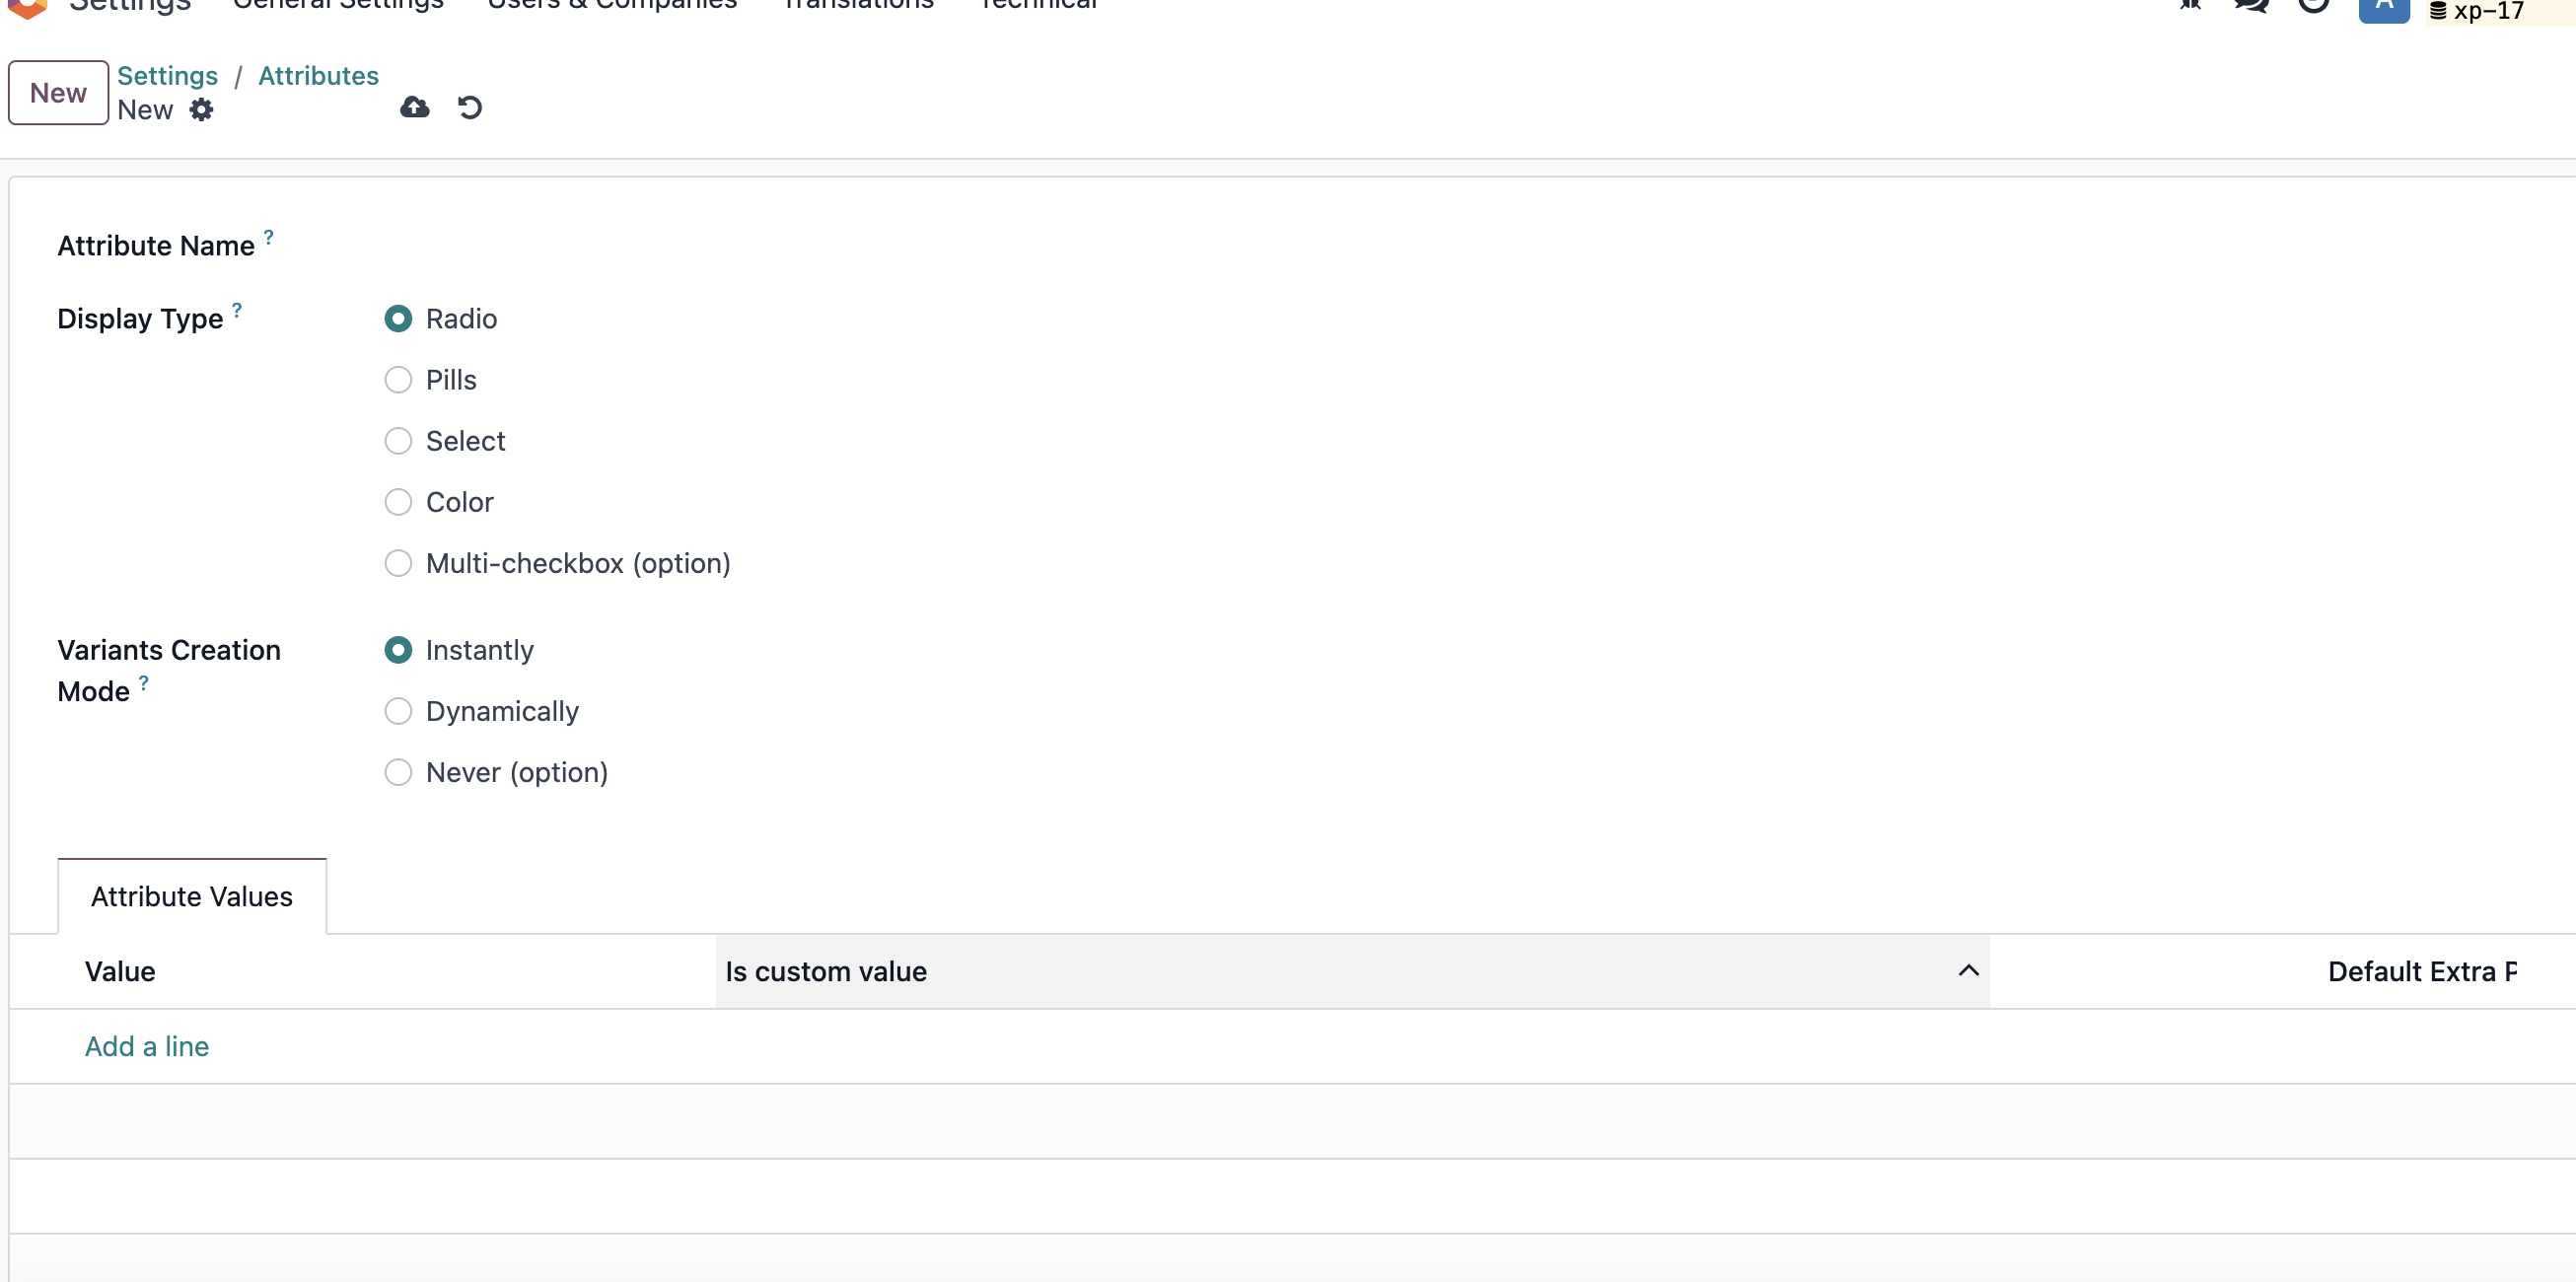 Settings General Settings Users & Companies Translations Technical A xp-17
New Settings / Attributes
New
Attribute Name ?
Display Type ? Radio
Pills
Select
Color
Multi-checkbox (option)
Variants Creation Instantly
Mode ?
Dynamically
Never (option)
Attribute Values
Value Is custom value Default Extra P
Add a line